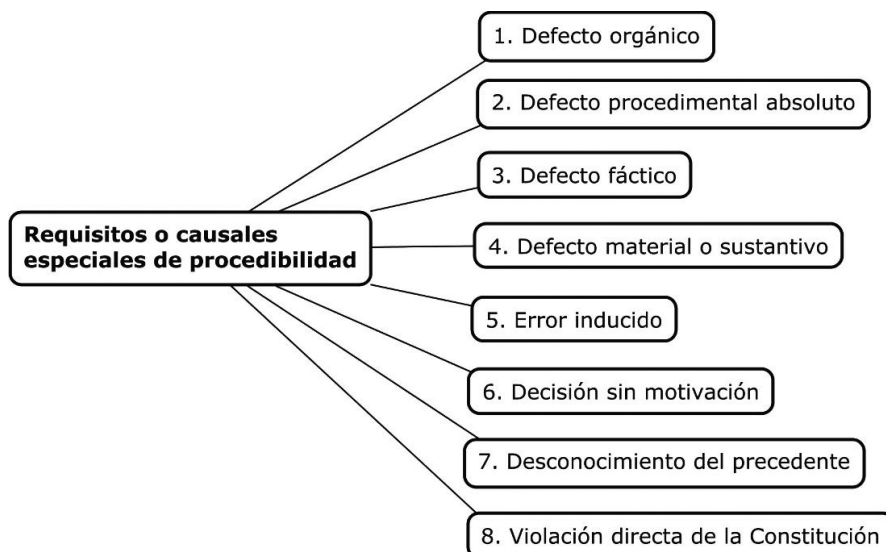 1. Defecto orgánico
2. Defecto procedimental absoluto
3. Defecto fáctico
Requisitos o causales
especiales de procedibilidad
4. Defecto material o sustantivo
5. Error inducido
6. Decisión sin motivación
7. Desconocimiento del precedente
8. Violación directa de la Constitución